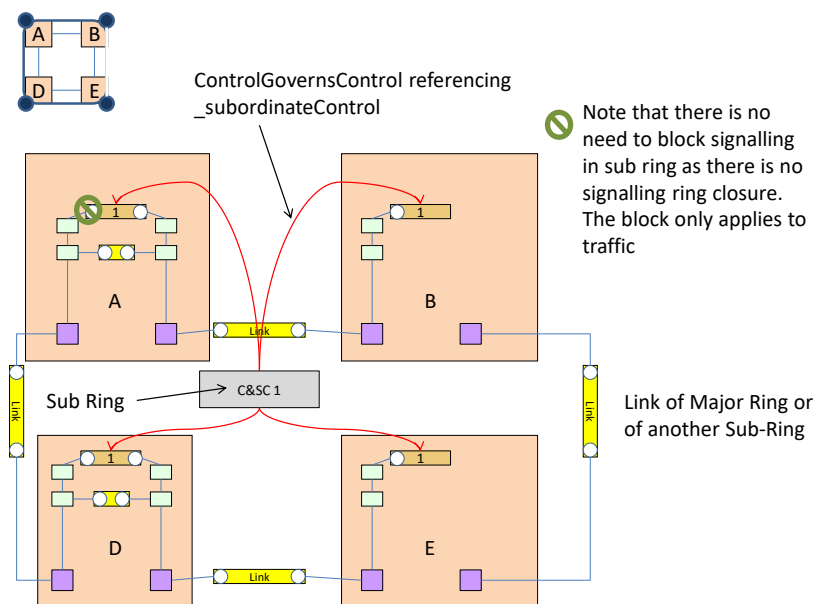 A B
D E
ControlGovernsControl referencing
_subordinateControl
Note that there is no
need to block signalling
in sub ring as there is no
signalling ring closure.
The block only applies to
traffic
1
1
A
B
Link
Link
Link
Sub Ring
C&SC 1
Link of Major Ring or
of another Sub-Ring
1
1
D
E
Link